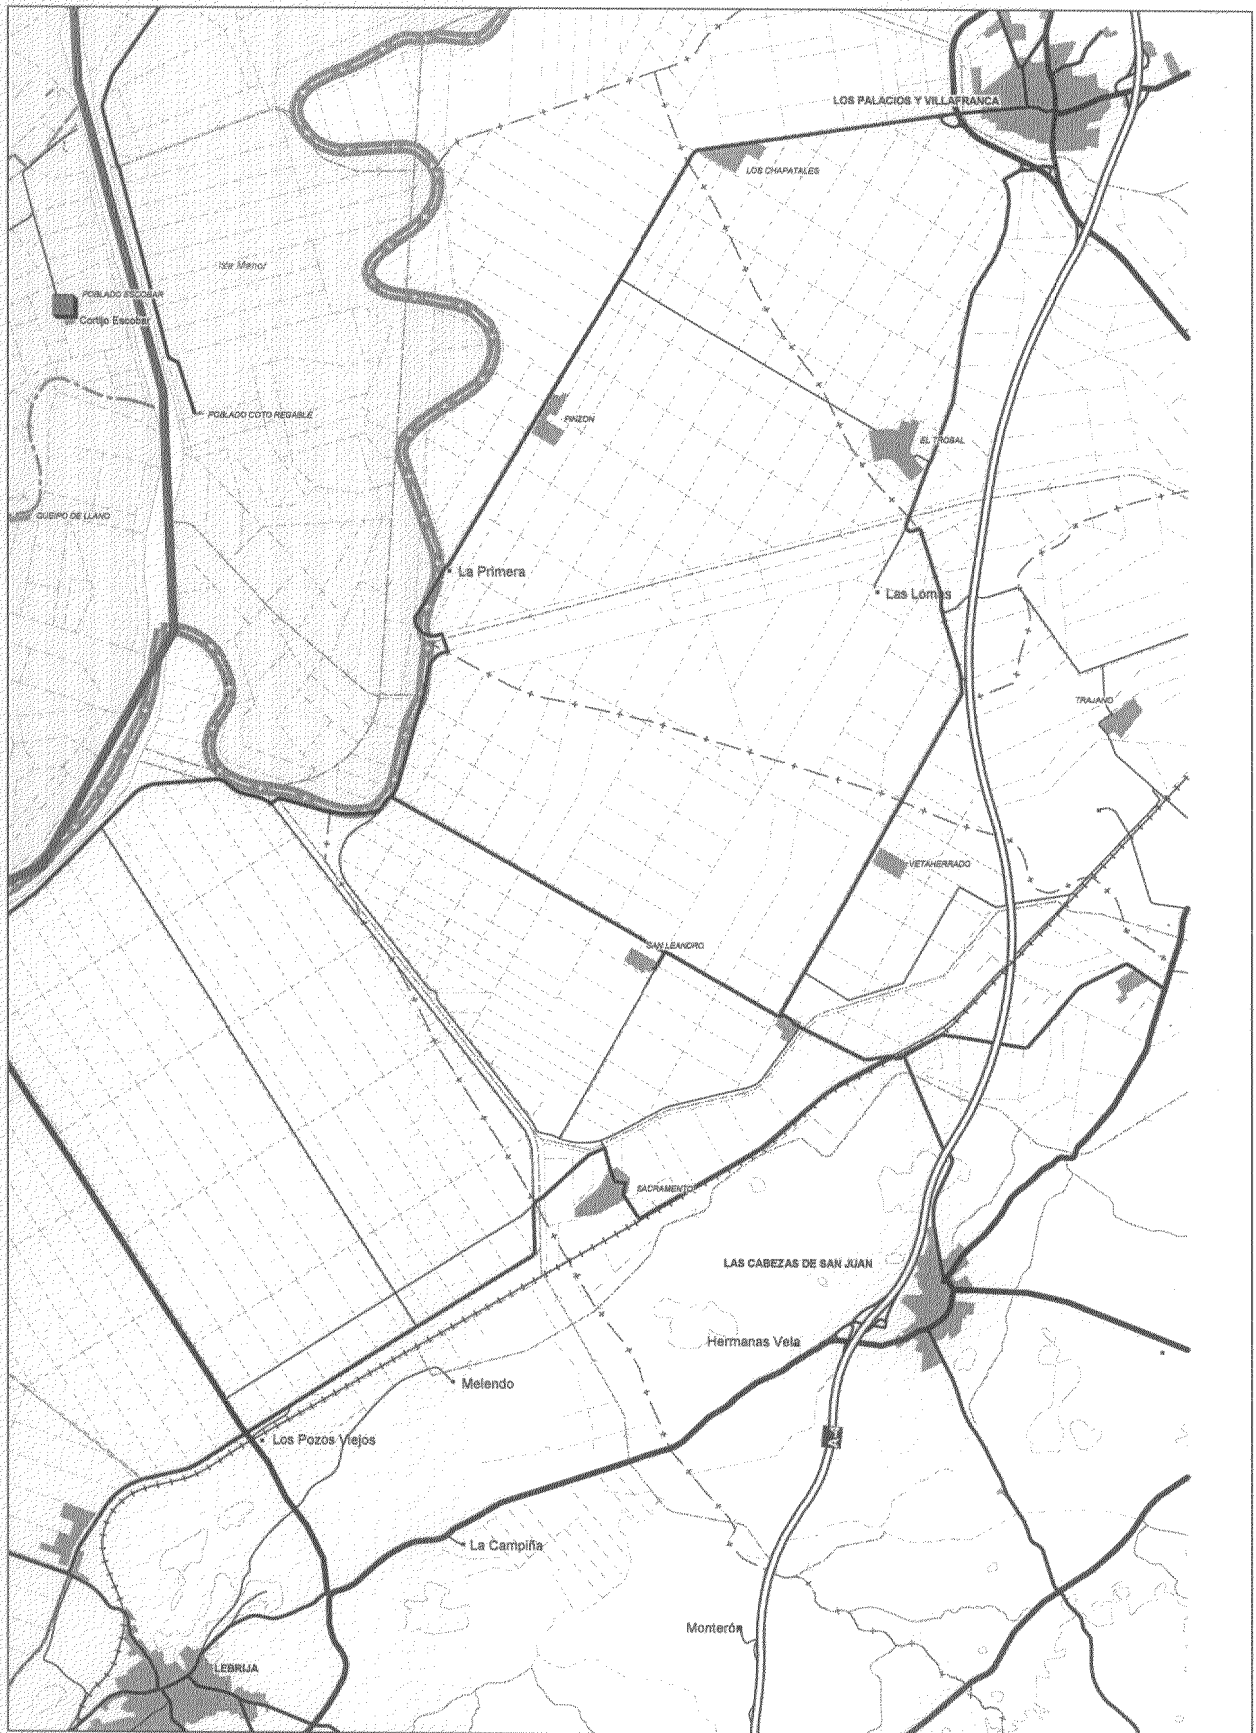 LOS PALACIOS Y VILLAFRANCA
LOS CHAPATALES
Isla Menor
POBLADO ESCOBAR
Cortijo Escobar
POBLADO COTO REGABLE
PINZON
EL TROBAL
QUEIPO DE LLANO
La Primera
Las Lomas
TRAJANO
VETAHERRADO
SAN LEANDRO
SACRAMENTO
LAS CABEZAS DE SAN JUAN
Hermanas Vela
Melendo
Los Pozos Viejos
La Campiña
Monterón
LEBRIJA